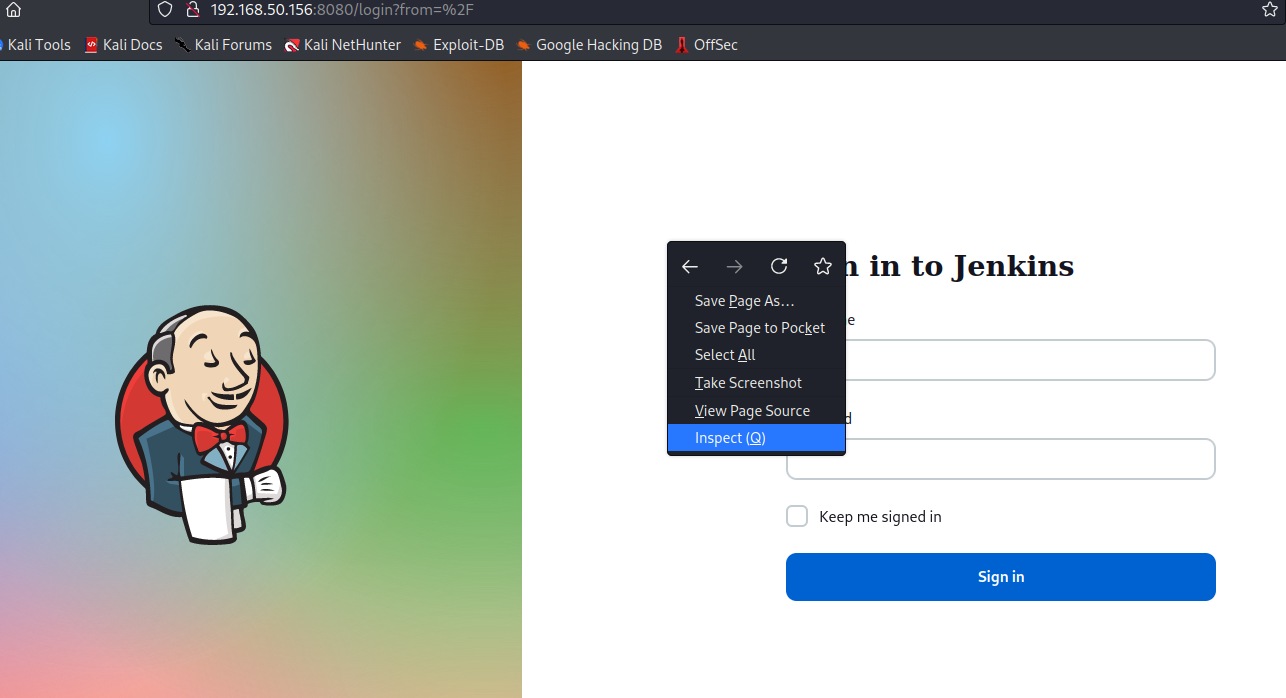 192.168.50.156:8080/login?from=%2F
Kali Tools Kali Docs Kali Forums Kali NetHunter Exploit-DB Google Hacking DB OffSec
n in to Jenkins
Save Page As…
e
Save Page to Pocket
Select All
Take Screenshot
View Page Source
d
Inspect (Q)
Keep me signed in
Sign in